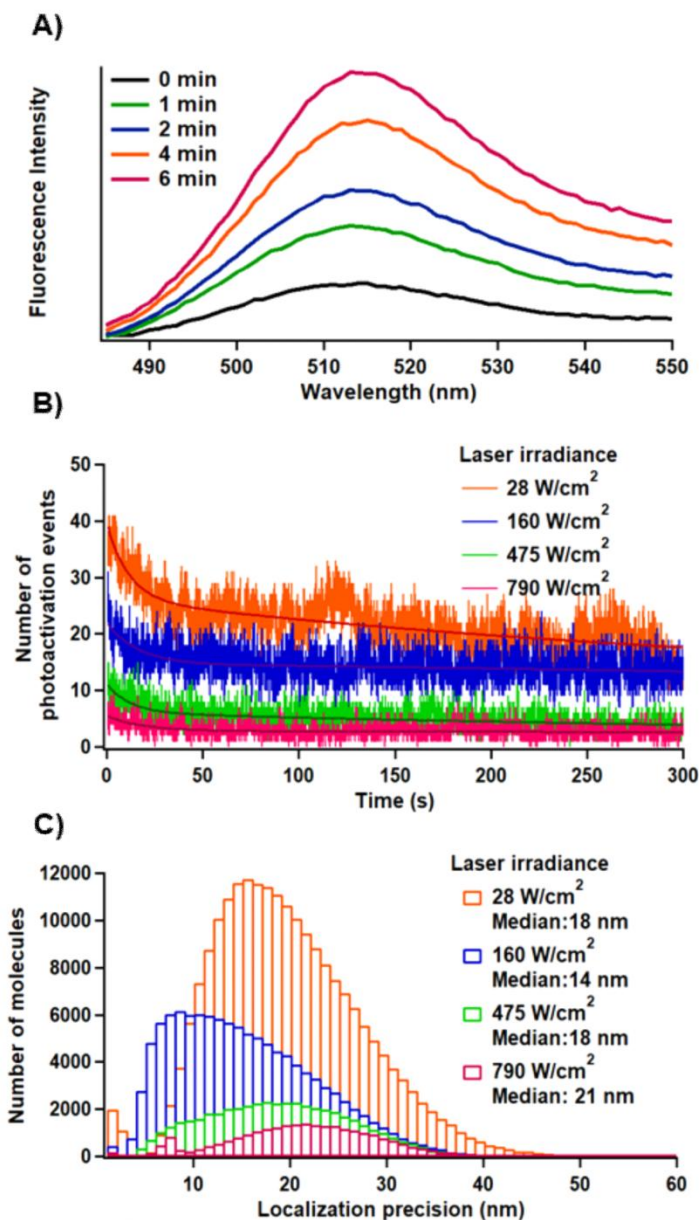 A)
0 min
1 min
2 min
4 min
6 min
Fluorescence Intensity
490 500 510 520 530 540 550
Wavelength (nm)
B)
Laser irradiance
28 W/cm²
160 W/cm²
475 W/cm²
790 W/cm²
50
40
30
20
10
0
Number of
photoactivation events
0 50 100 150 200 250 300
Time (s)
C)
Laser irradiance
28 W/cm²
Median:18 nm
160 W/cm²
Median:14 nm
475 W/cm²
Median:18 nm
790 W/cm²
Median: 21 nm
12000
10000
8000
6000
4000
2000
0
Number of molecules
10 20 30 40 50 60
Localization precision (nm)